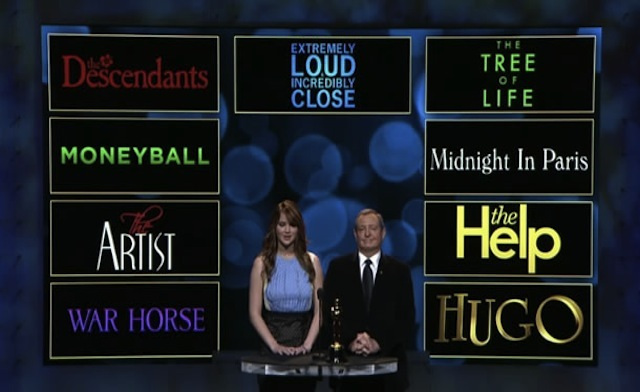 the
Descendants
MONEYBALL
The
ARTIST
WAR HORSE
EXTREMELY
LOUD
INCREDIBLY
CLOSE
THE
TREE
OF
LIFE
Midnight In Paris
the
Help
HUGO